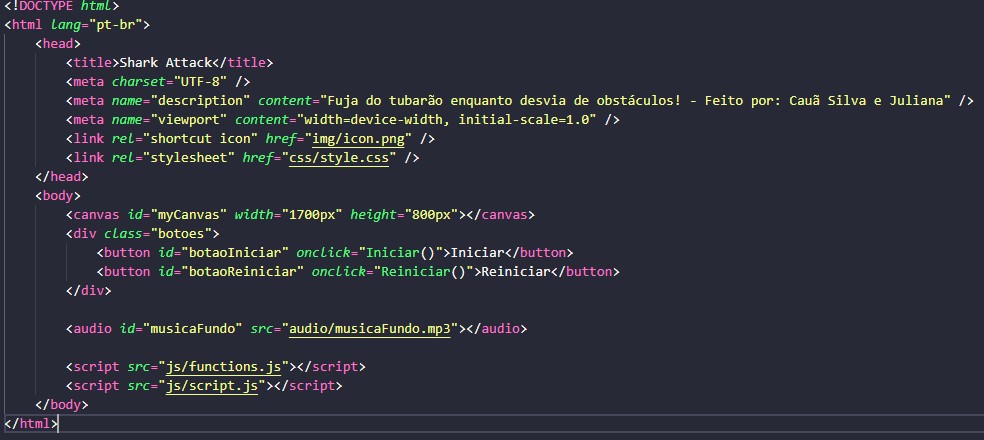 <!DOCTYPE html>
<html lang="pt-br">
    <head>
        <title>Shark Attack</title>
        <meta charset="UTF-8" />
        <meta name="description" content="Fuja do tubarão enquanto desvia de obstáculos! - Feito por: Cauã Silva e Juliana" />
        <meta name="viewport" content="width=device-width, initial-scale=1.0" />
        <link rel="shortcut icon" href="img/icon.png" />
        <link rel="stylesheet" href="css/style.css" />
    </head>
    <body>
        <canvas id="myCanvas" width="1700px" height="800px"></canvas>
        <div class="botoes">
            <button id="botaoIniciar" onclick="Iniciar()">Iniciar</button>
            <button id="botaoReiniciar" onclick="Reiniciar()">Reiniciar</button>
        </div>

        <audio id="musicaFundo" src="audio/musicaFundo.mp3"></audio>

        <script src="js/functions.js"></script>
        <script src="js/script.js"></script>
    </body>
</html>